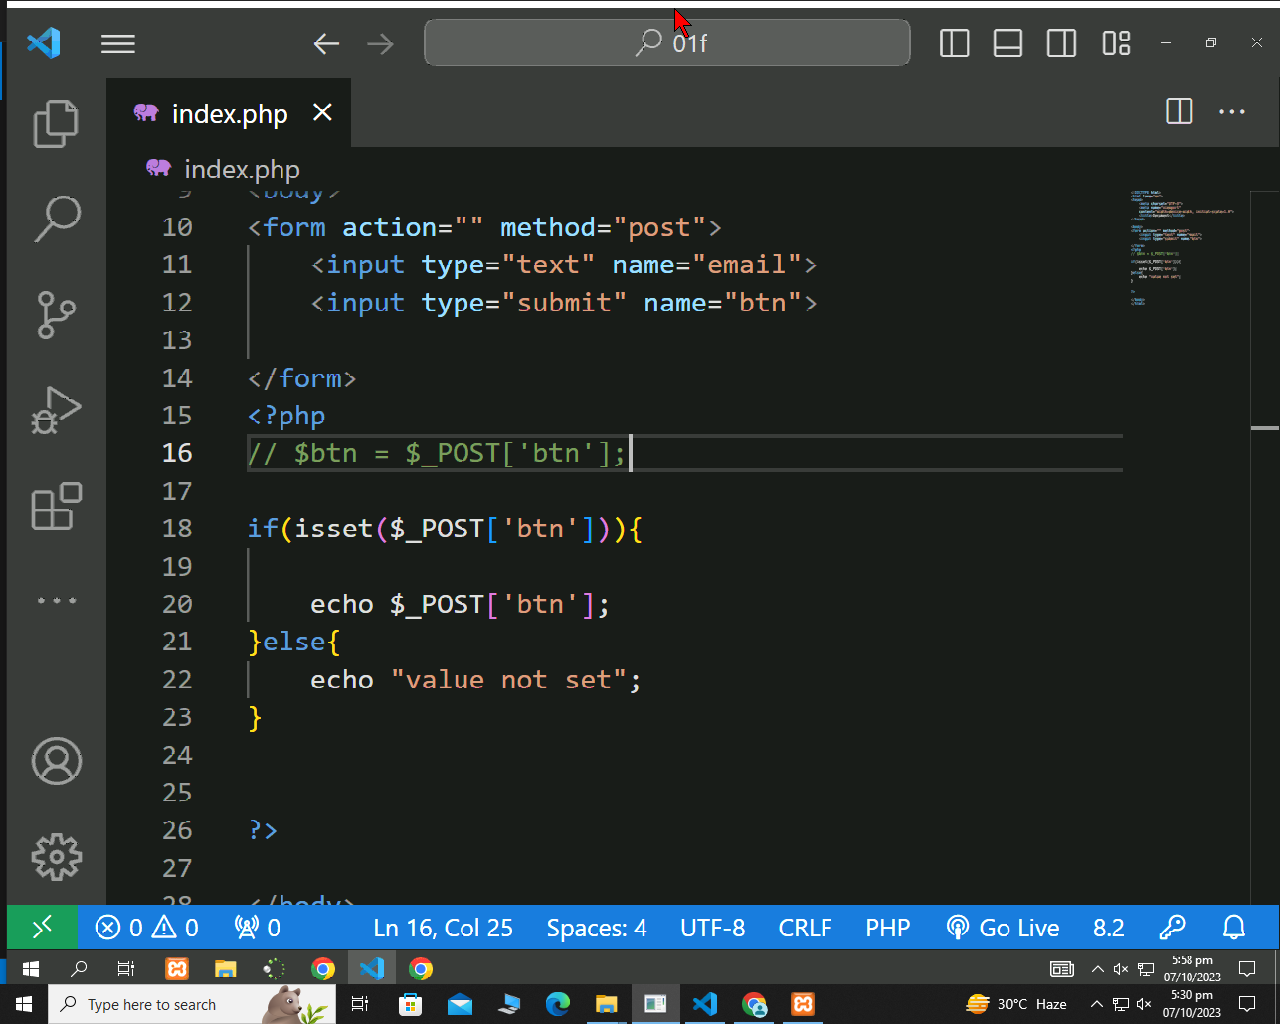 01f
index.php
index.php
9 <body>
10 <form action="" method="post">
11 <input type="text" name="email">
12 <input type="submit" name="btn">
13
14 </form>
15 <?php
16 // $btn = $_POST['btn'];
17
18 if(isset($_POST['btn'])){
19
20 echo $_POST['btn'];
21 }else{
22 echo "value not set";
23 }
24
25
26 ?>
27
28 </body>
0 0 0 Ln 16, Col 25 Spaces: 4 UTF-8 CRLF PHP Go Live 8.2
5:58 pm
07/10/2023
Type here to search 30°C Haze
5:30 pm
07/10/2023